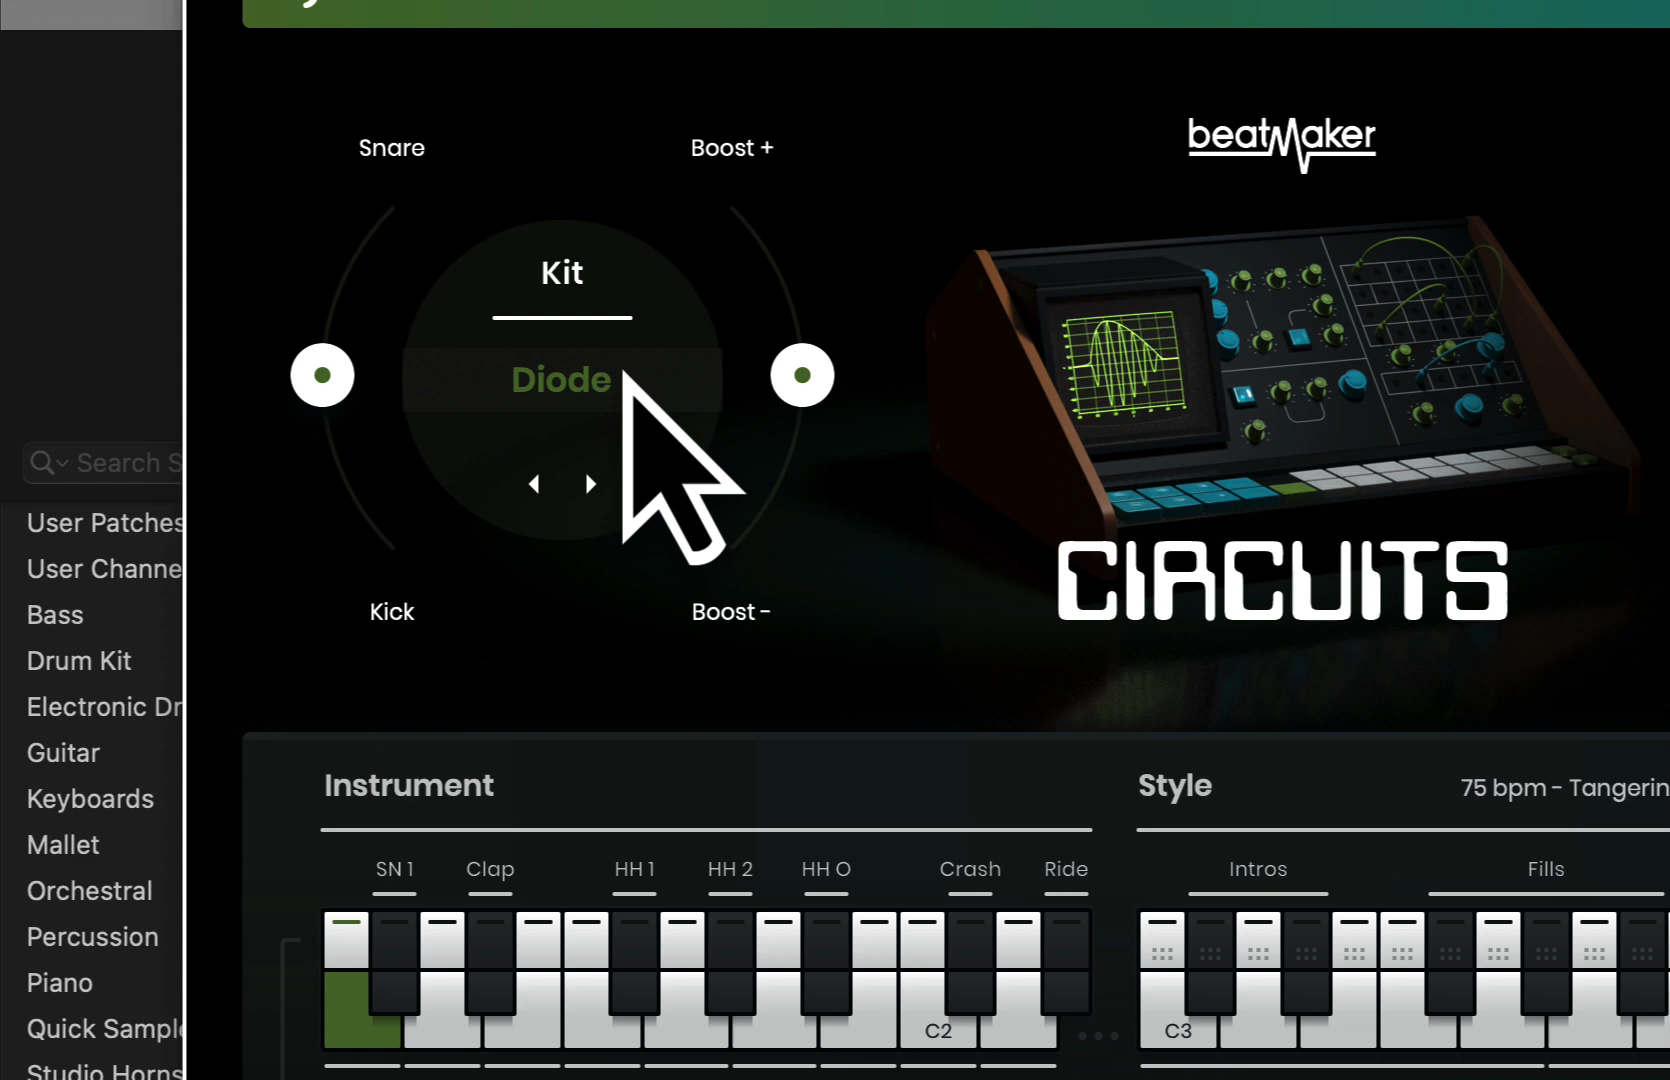 Snare
Boost +
beatMaker
Kit
Diode
Search S
User Patches
User Channe
Bass
Kick
Boost -
CIRCUITS
Drum Kit
Electronic Dr
Guitar
Instrument
Style
75 bpm - Tangerin
Keyboards
Mallet
SN 1
Clap
HH 1
HH 2
HH O
Crash
Ride
Intros
Fills
Orchestral
Percussion
Piano
Quick Sample
C2
C3
Studio Horns